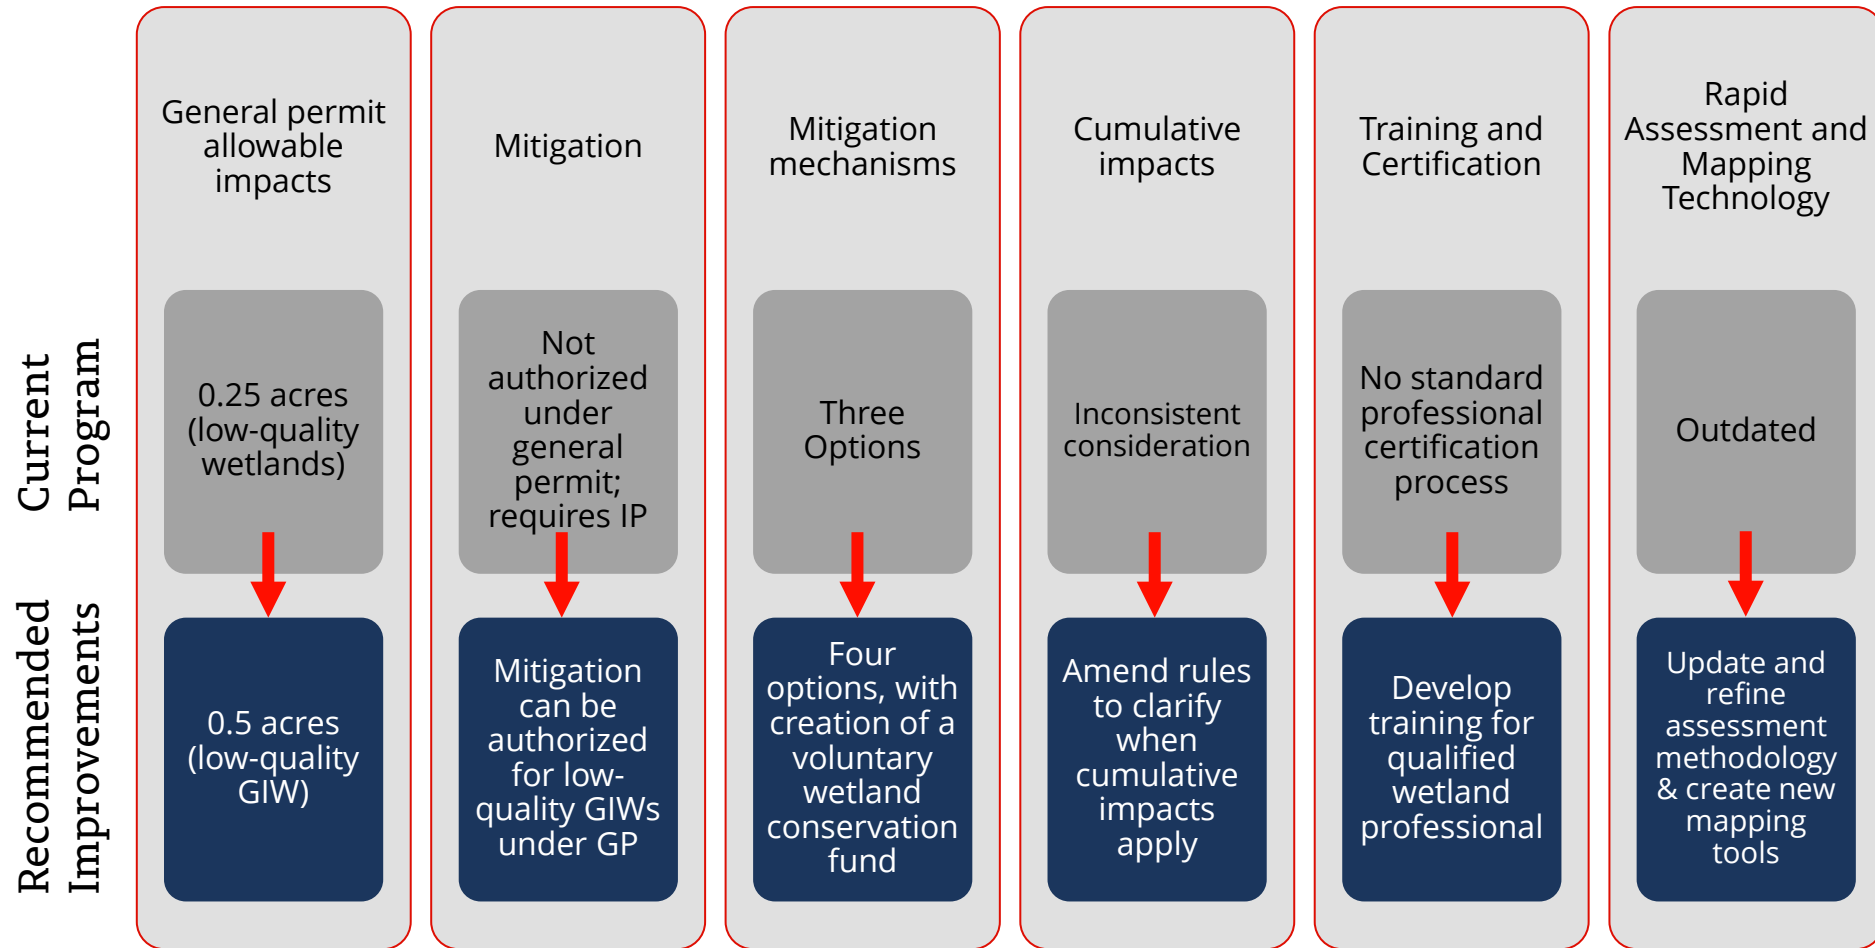 General permit
allowable
impacts
Mitigation
Mitigation
mechanisms
Cumulative
impacts
Training and
Certification
Rapid
Assessment and
Mapping
Technology
Current
Program
0.25 acres
(low-quality
wetlands)
Not
authorized
under
general
permit;
requires IP
Three
Options
Inconsistent
consideration
No standard
professional
certification
process
Outdated
Recommended
Improvements
0.5 acres
(low-quality
GIW)
Mitigation
can be
authorized
for low-
quality GIWs
under GP
Four
options, with
creation of a
voluntary
wetland
conservation
fund
Amend rules
to clarify
when
cumulative
impacts
apply
Develop
training for
qualified
wetland
professional
Update and
refine
assessment
methodology
& create new
mapping
tools